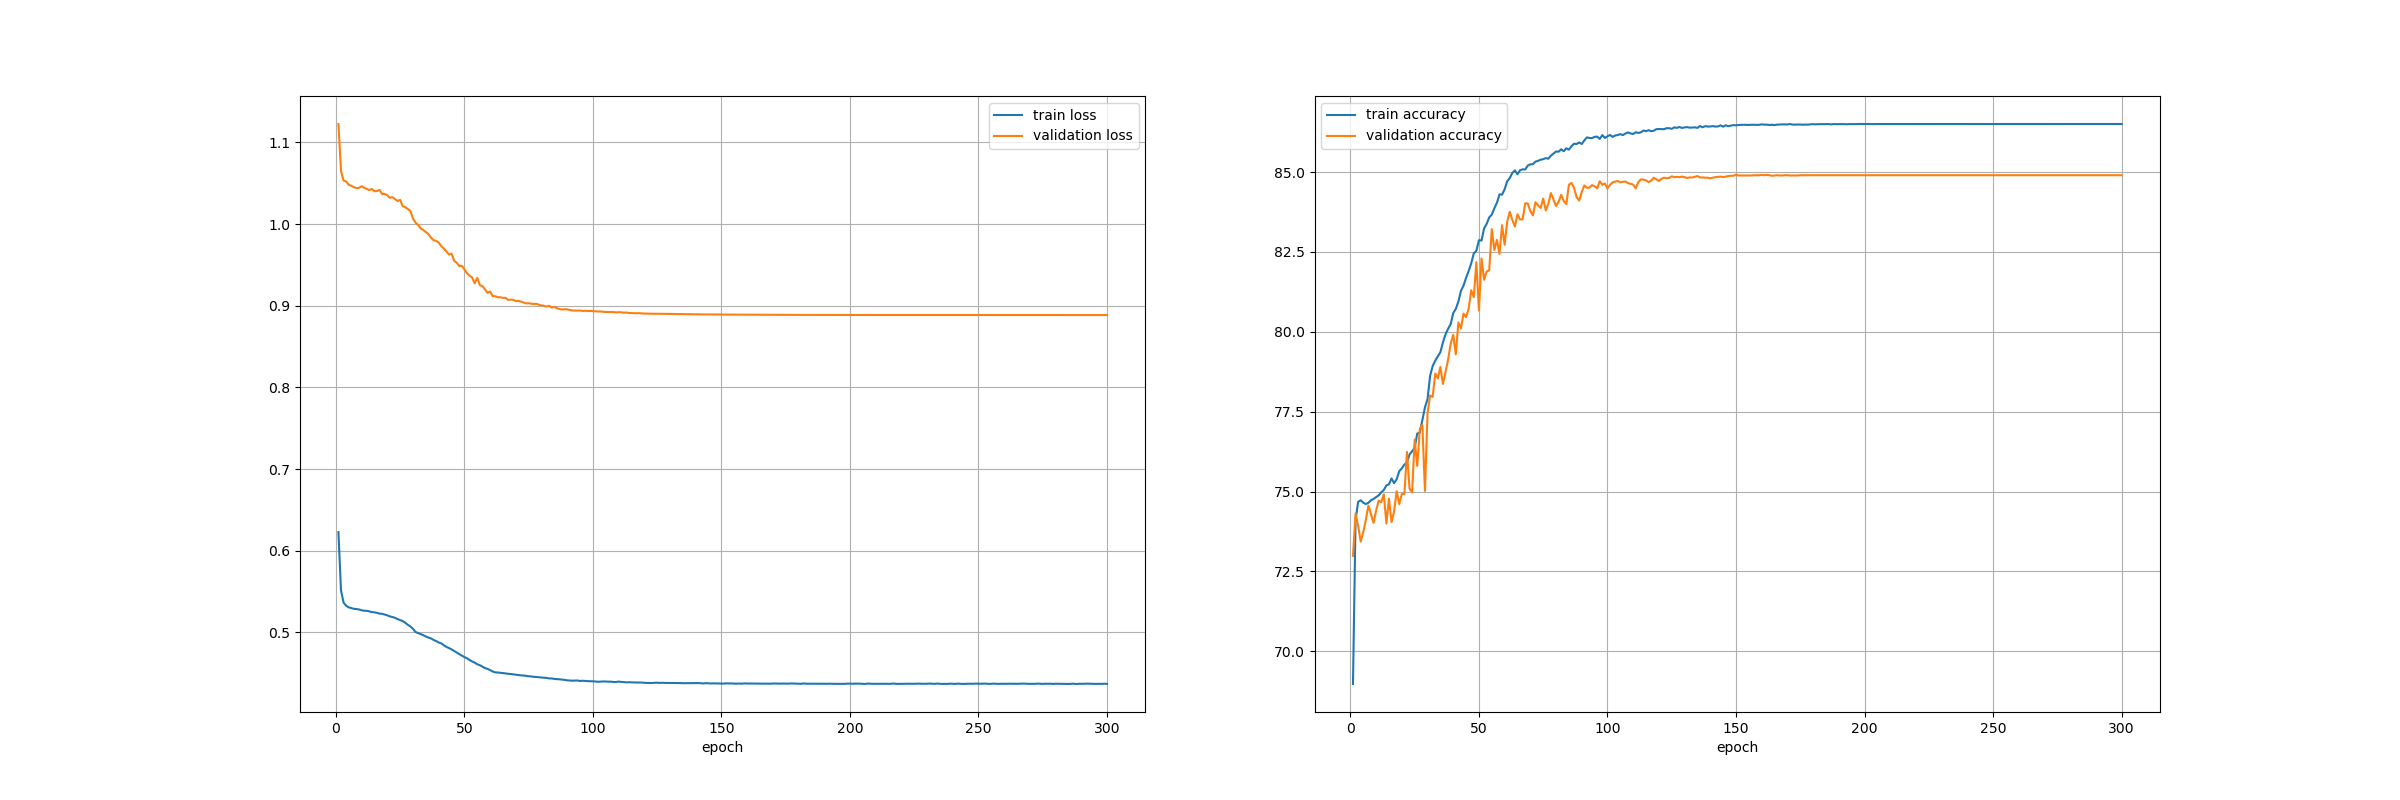 train loss
validation loss
1.1
1.0
0.9
0.8
0.7
0.6
0.5
0 50 100 150 200 250 300
epoch
train accuracy
validation accuracy
85.0
82.5
80.0
77.5
75.0
72.5
70.0
0 50 100 150 200 250 300
epoch